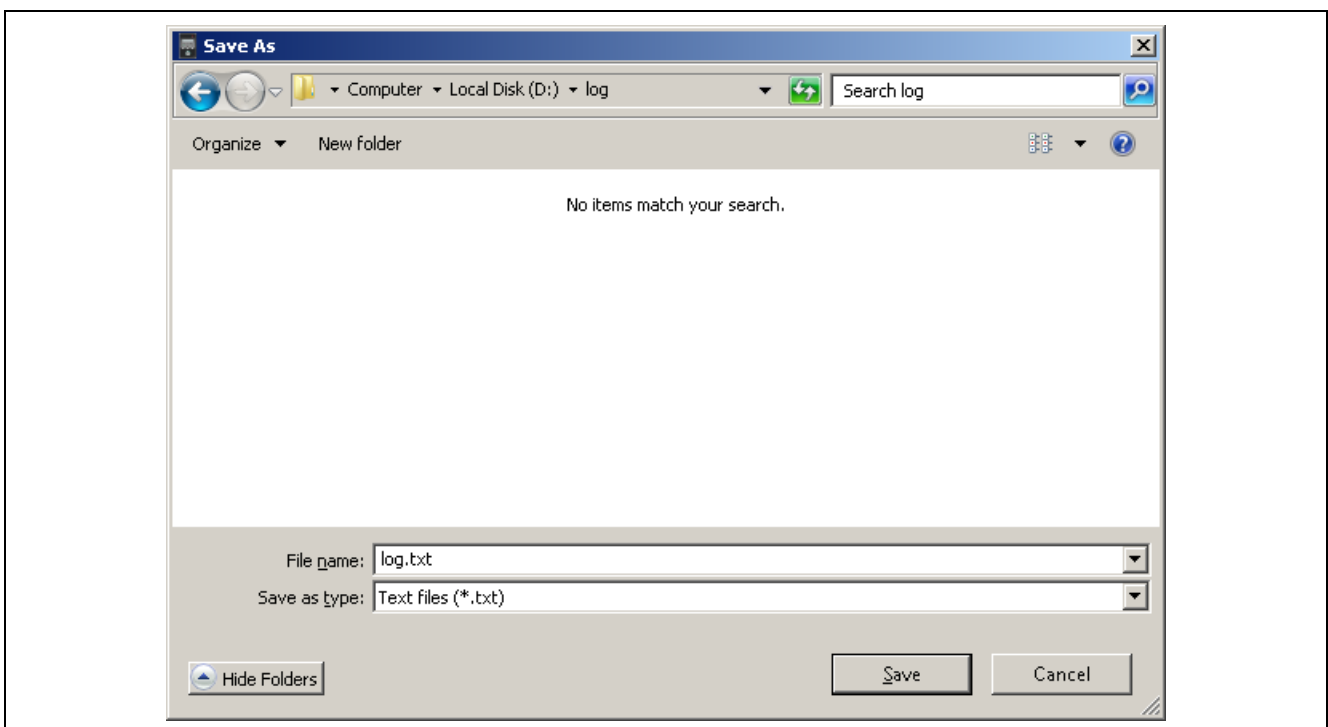 Save As
Computer Local Disk (D:) log Search log
Organize New folder
No items match your search.
File name: log.txt
Save as type: Text files (*.txt)
Hide Folders Save Cancel